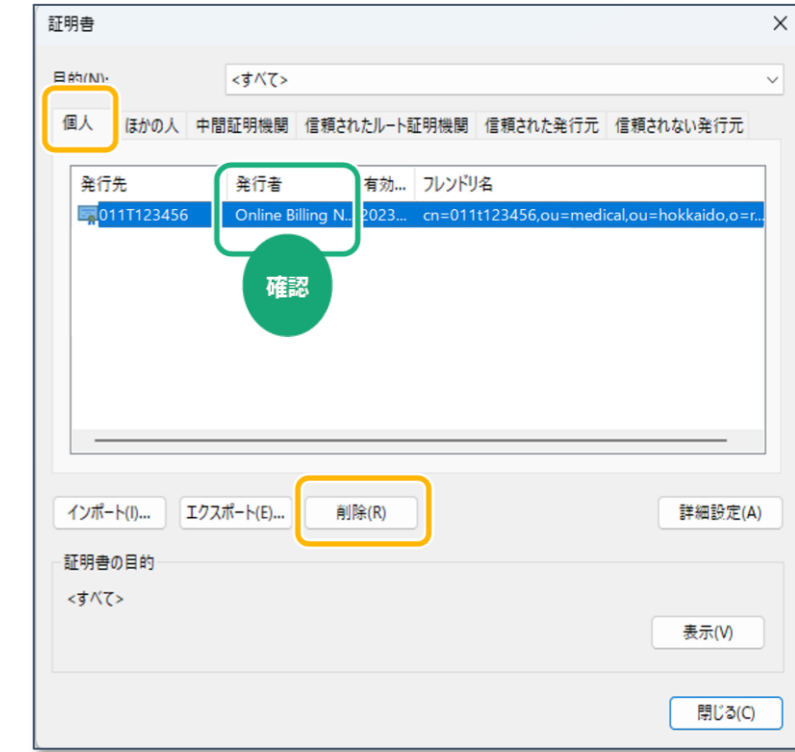 証明書
目的(N):
<すべて>
個人 ほかの人 中間証明機関 信頼されたルート証明機関 信頼された発行元 信頼されない発行元
発行先 発行者 有効... フレンドリ名
011T123456 Online Billing N... 2023... cn=011t123456,ou=medical,ou=hokkaido,o=r...
確認
インポート(I)... エクスポート(E)... 削除(R) 詳細設定(A)
証明書の目的
<すべて>
表示(V)
閉じる(C)